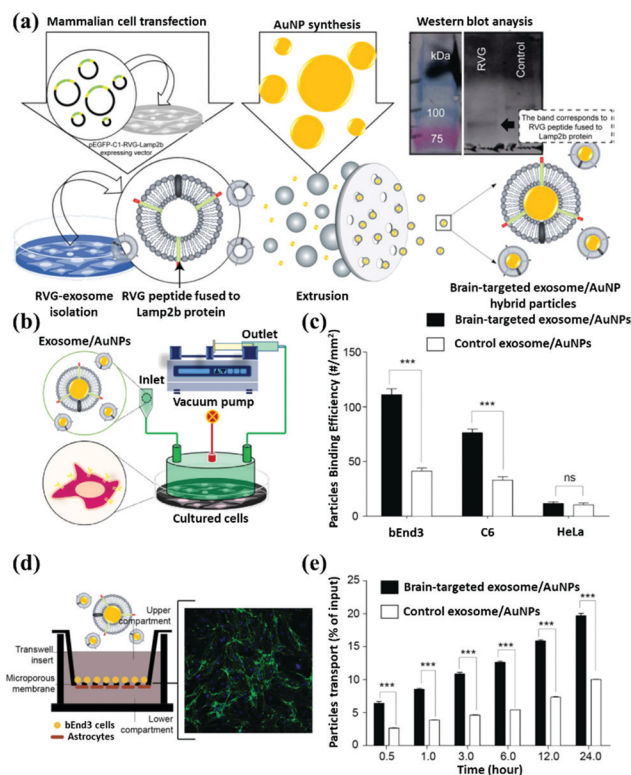 (a)
Mammalian cell transfection
AuNP synthesis
Western blot anaysis
kDa
RVG
Control
100
75
The band corresponds to
RVG peptide fused to
Lamp2b protein
pEGFP-C1-RVG-Lamp2b
expressing vector
RVG-exosome
isolation
RVG peptide fused to
Lamp2b protein
Extrusion
Brain-targeted exosome/AuNP
hybrid particles
(b)
Exosome/AuNPs
Inlet
Outlet
Vacuum pump
Cultured cells
(c)
Brain-targeted exosome/AuNPs
Control exosome/AuNPs
Particles Binding Efficiency (#/mm²)
150
100
50
0
***
***
ns
bEnd3
C6
HeLa
(d)
Upper
compartment
Transwell
insert
Microporous
membrane
Lower
compartment
bEnd3 cells
Astrocytes
(e)
Brain-targeted exosome/AuNPs
Control exosome/AuNPs
Particles transport (% of input)
25
20
15
10
5
0
***
***
***
***
***
***
0.5
1.0
3.0
6.0
12.0
24.0
Time (hour)